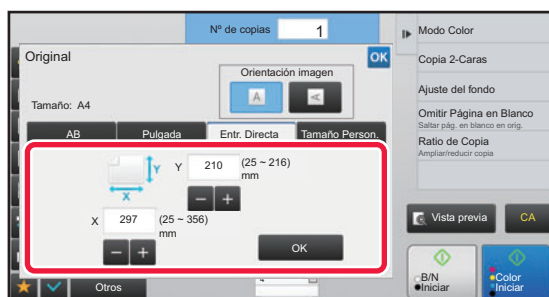 Nº de copias 1
Original
OK
Orientación imagen
A A
Tamaño: A4
AB Pulgada Entr. Directa Tamaño Person.
Y Y 210 (25 ~ 216)
mm
X
X 297 (25 ~ 356)
mm
OK
Otros
Modo Color
Copia 2-Caras
Ajuste del fondo
Omitir Página en Blanco
Saltar pág. en blanco en orig.
Ratio de Copia
Ampliar/reducir copia
Vista previa CA
B/N
Iniciar
Color
Iniciar